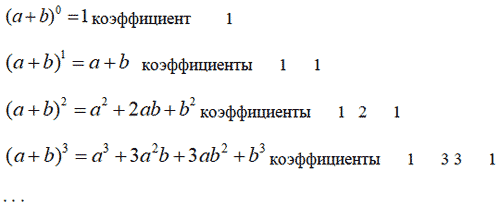 (a+b)⁰ =1 коэффициент 1
(a+b)¹ = a+b коэффициенты 1 1
(a+b)² = a² + 2ab + b² коэффициенты 1 2 1
(a+b)³ = a³ + 3a²b + 3ab² + b³ коэффициенты 1 3 3 1
. . .